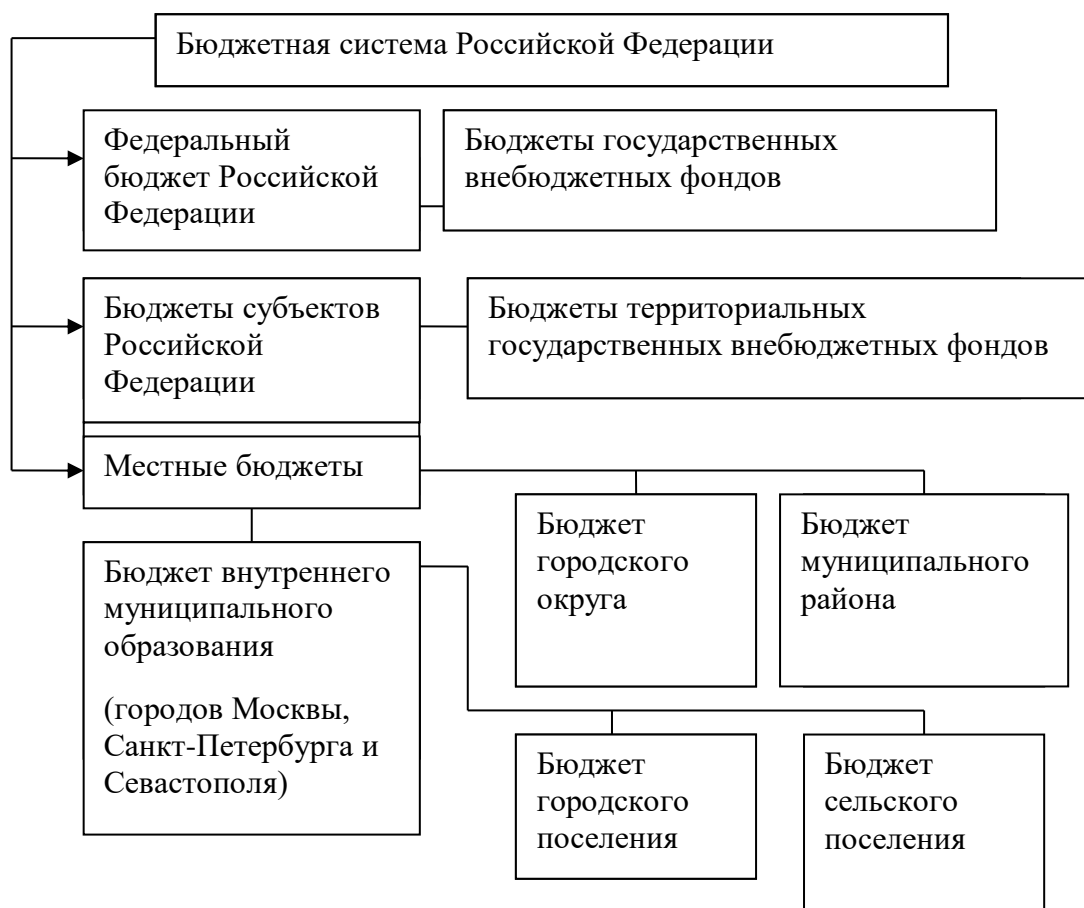 Бюджетная система Российской Федерации
Федеральный
бюджет Российской
Федерации
Бюджеты государственных
внебюджетных фондов
Бюджеты субъектов
Российской
Федерации
Бюджеты территориальных
государственных внебюджетных фондов
Местные бюджеты
Бюджет
городского
округа
Бюджет
муниципального
района
Бюджет внутреннего
муниципального
образования
(городов Москвы,
Санкт-Петербурга и
Севастополя)
Бюджет
городского
поселения
Бюджет
сельского
поселения